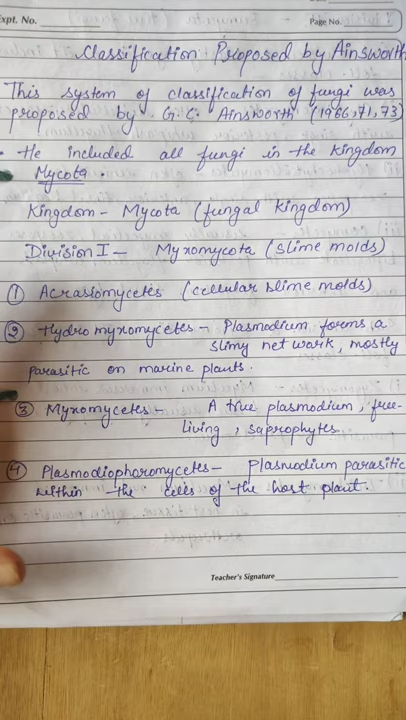 Expt. No.
Page No.
Classification Proposed by Ainsworth
This system of classification of fungi was
proposed by G. C. Ainsworth (1966,71,73)
• He included all fungi in the kingdom
Mycota.
Kingdom - Mycota (fungal kingdom)
Division I - Myxomycota (slime molds)
① Acrasiomycetes (cellular slime molds)
② Hydromyxomycetes - Plasmodium forms a
slimy net work, mostly
parasitic on marine plants.
③ Myxomycetes - A true plasmodium, free-
living, saprophytes.
④ Plasmodiophoromycetes - Plasmodium parasitic
within the cells of the host plant.
Teacher's Signature